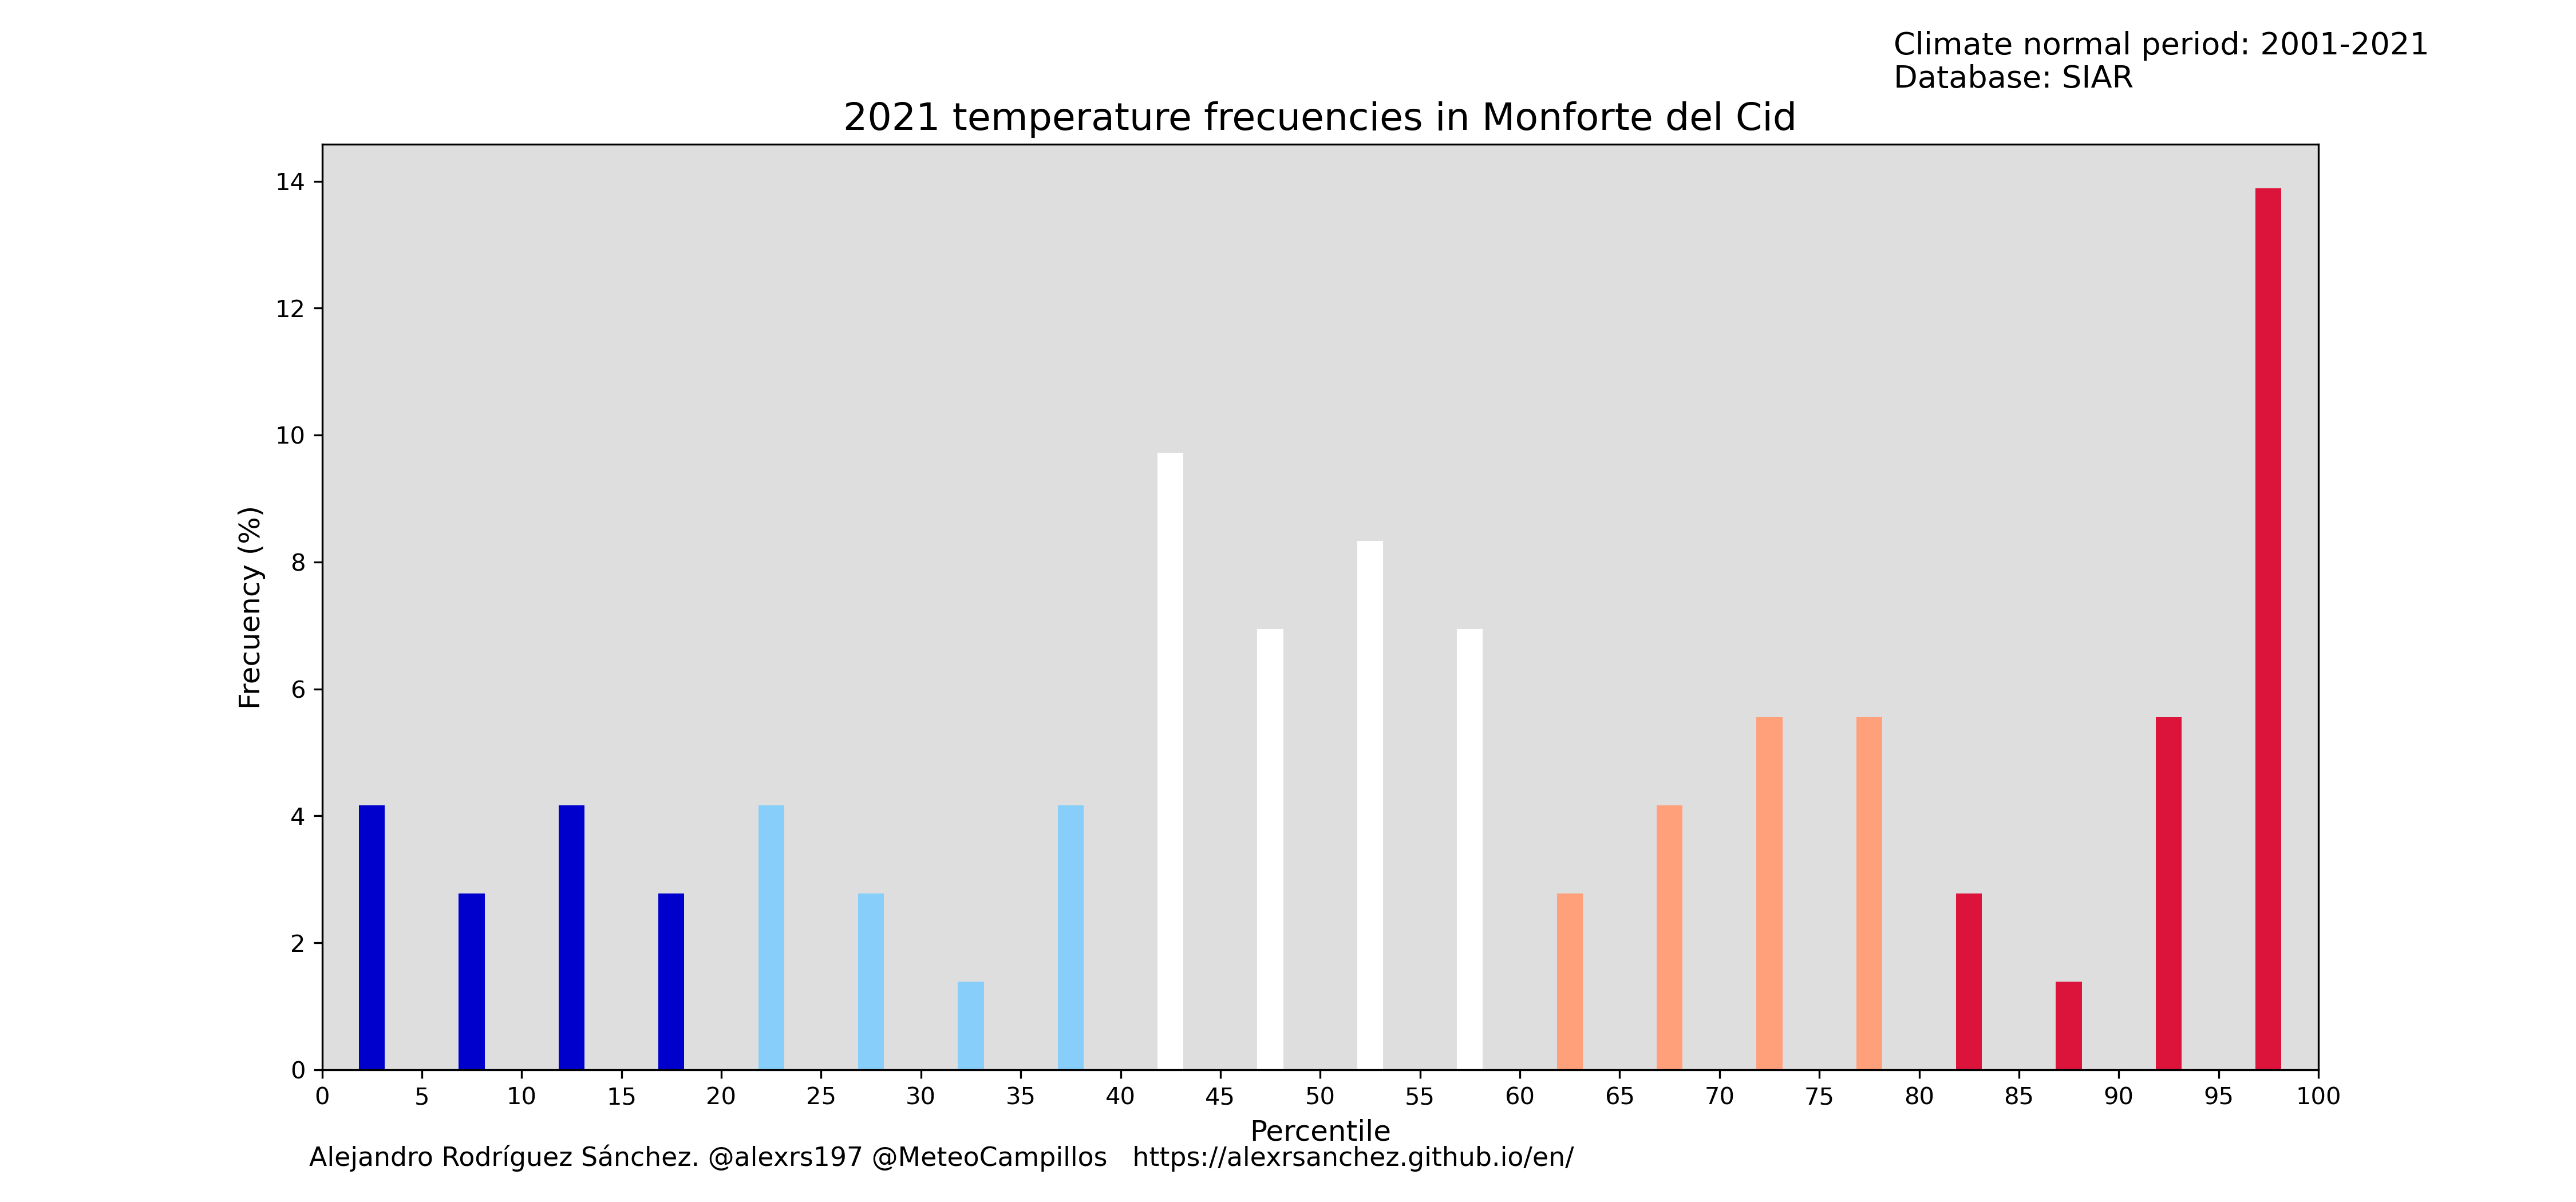 Climate normal period: 2001-2021
Database: SIAR
2021 temperature frecuencies in Monforte del Cid
14
12
10
8
6
4
2
0
Frecuency (%)
0 5 10 15 20 25 30 35 40 45 50 55 60 65 70 75 80 85 90 95 100
Percentile
Alejandro Rodríguez Sánchez. @alexrs197 @MeteoCampillos https://alexrsanchez.github.io/en/